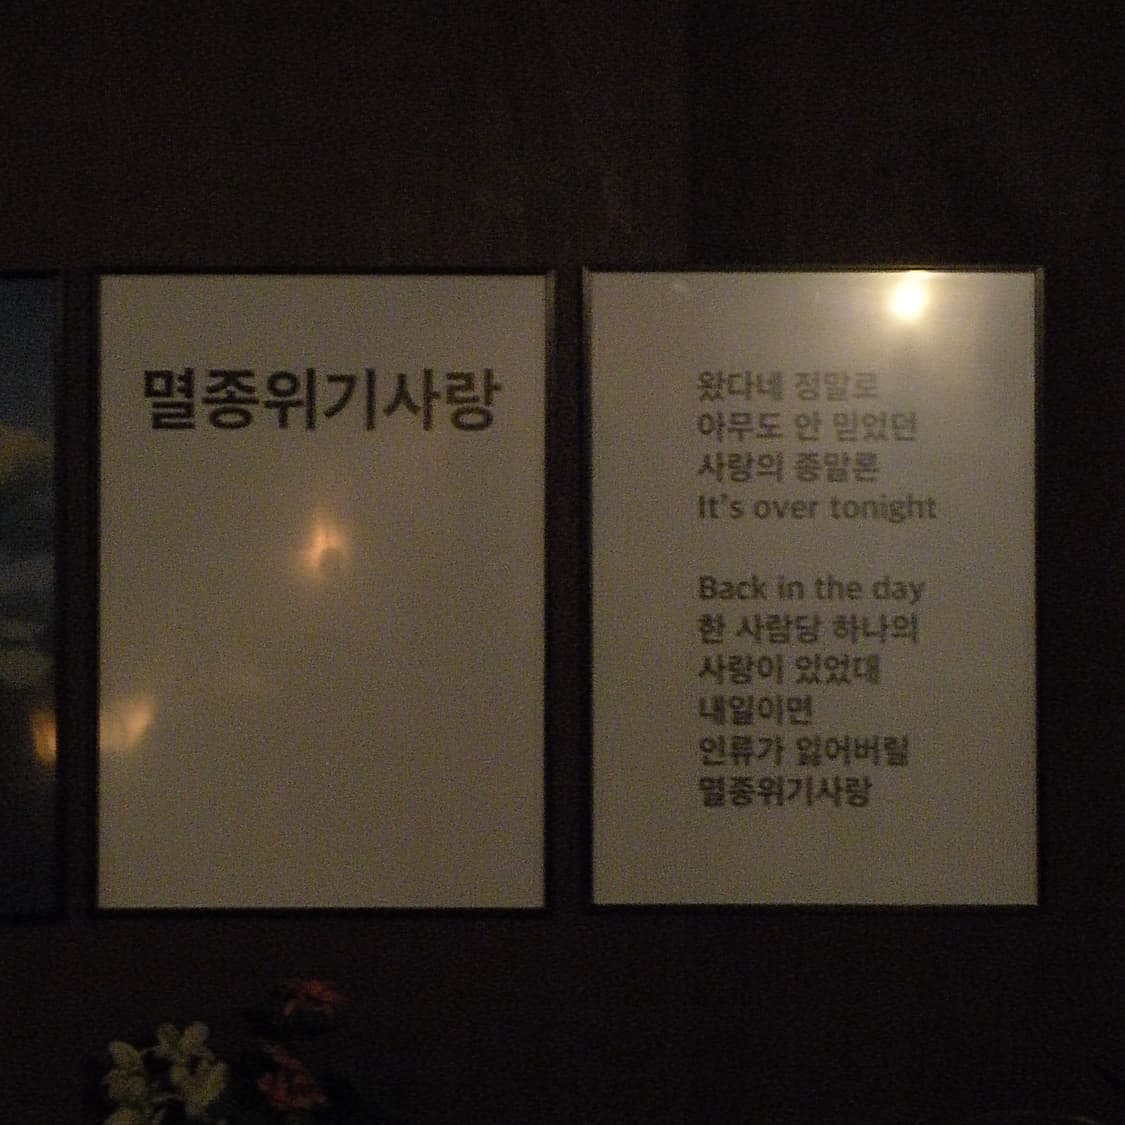 멸종위기사랑
왔다네 정말로
아무도 안 믿었던
사랑의 종말론
It's over tonight
Back in the day
한 사람당 하나의
사랑이 있었대
내일이면
인류가 잃어버릴
멸종위기사랑